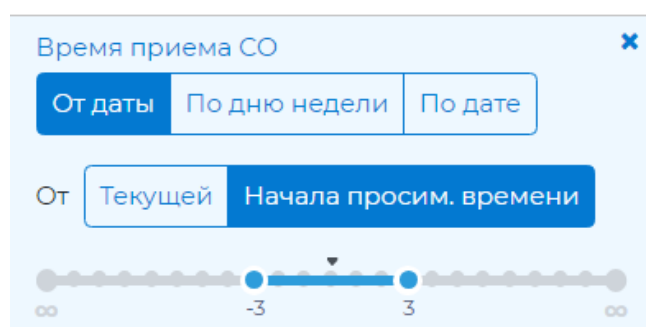 Время приема СО
От даты По дню недели По дате
От Текущей Начала просим. времени
∞ -3 3 ∞